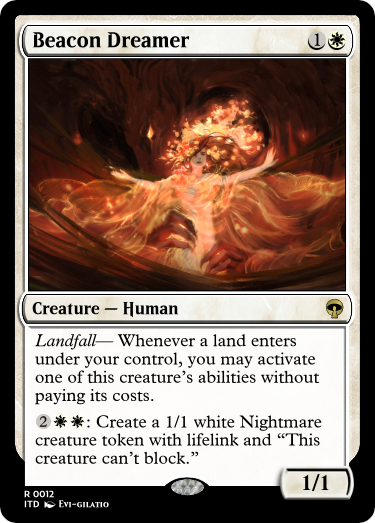 Beacon Dreamer 1
Creature — Human
Landfall— Whenever a land enters
under your control, you may activate
one of this creature's abilities without
paying its costs.
2: Create a 1/1 white Nightmare
creature token with lifelink and “This
creature can't block.”
1/1
R 0012
ITD Evi-gilatio